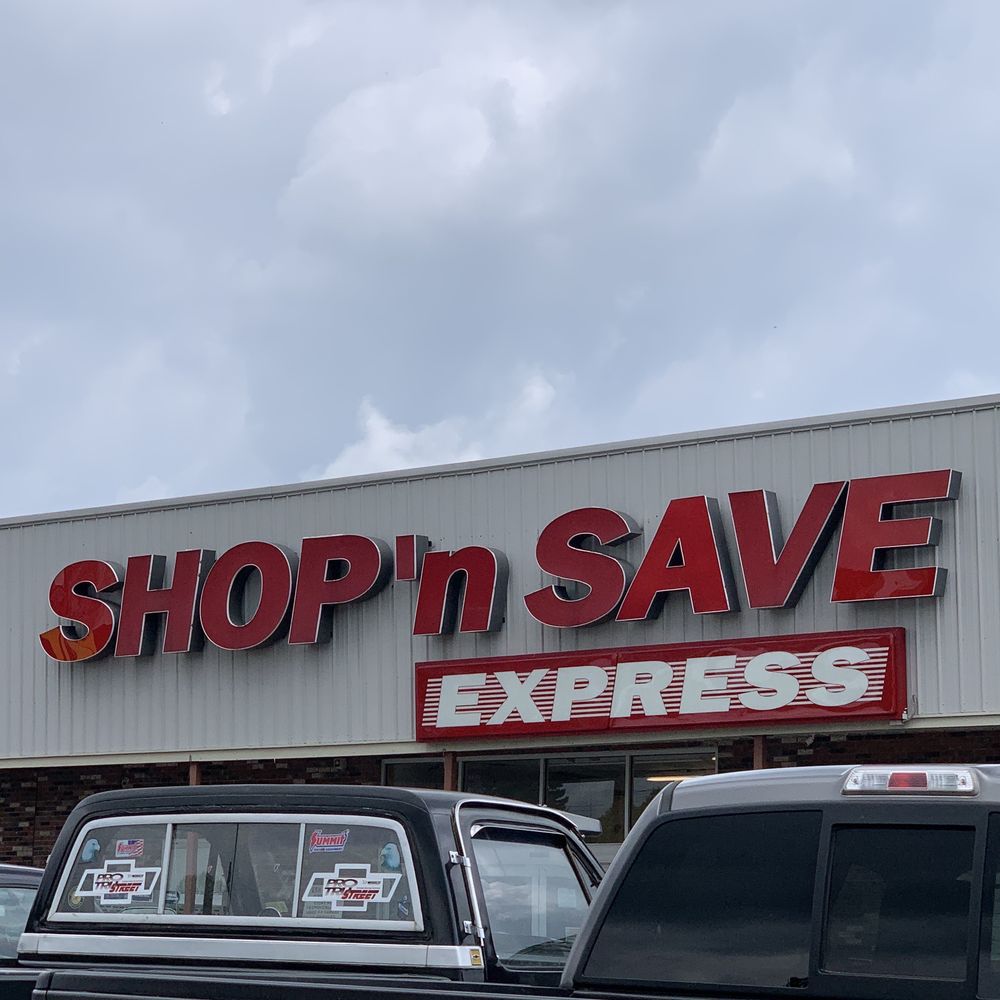 SHOP'n SAVE
EXPRESS
SUMMIT
PRO
STREET
PRO
STREET